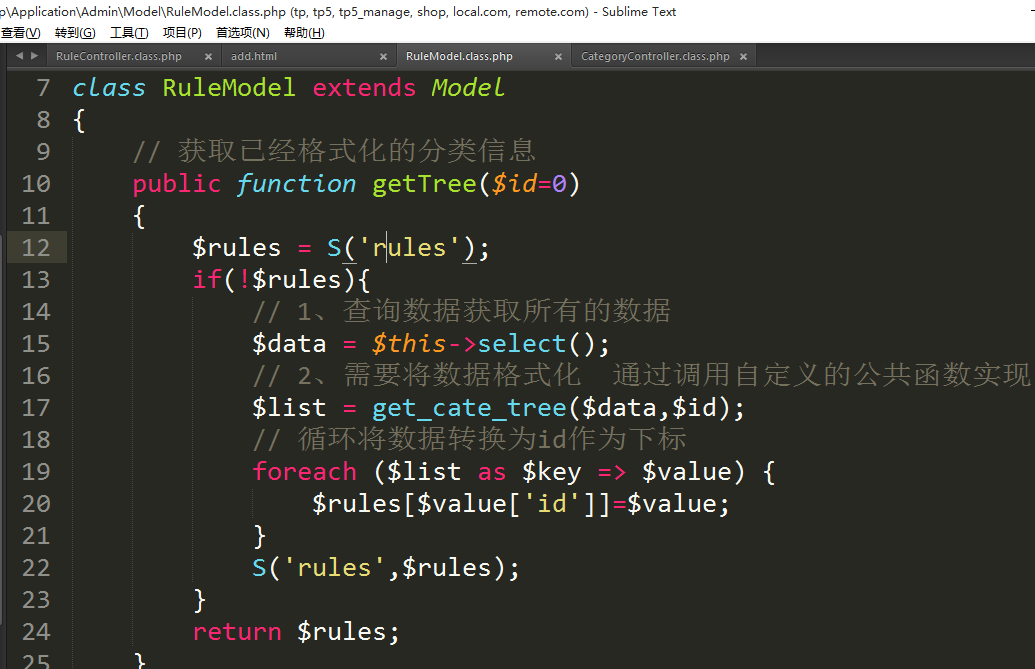 p\Application\Admin\Model\RuleModel.class.php (tp, tp5, tp5_manage, shop, local.com, remote.com) - Sublime Text
查看(V) 转到(G) 工具(T) 项目(P) 首选项(N) 帮助(H)
RuleController.class.php × add.html × RuleModel.class.php × CategoryController.class.php ×
7 class RuleModel extends Model
8 {
9 // 获取已经格式化的分类信息
10 public function getTree($id=0)
11 {
12 $rules = S('rules');
13 if(!$rules){
14 // 1、查询数据获取所有的数据
15 $data = $this->select();
16 // 2、需要将数据格式化 通过调用自定义的公共函数实现
17 $list = get_cate_tree($data,$id);
18 // 循环将数据转换为id作为下标
19 foreach ($list as $key => $value) {
20 $rules[$value['id']]=$value;
21 }
22 S('rules',$rules);
23 }
24 return $rules;
25 }